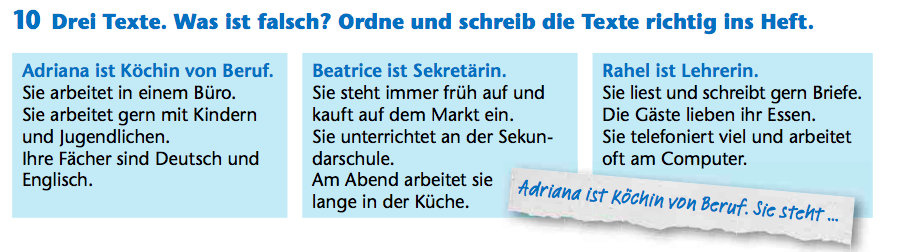 10 Drei Texte. Was ist falsch? Ordne und schreib die Texte richtig ins Heft.
Adriana ist Köchin von Beruf.
Sie arbeitet in einem Büro.
Sie arbeitet gern mit Kindern
und Jugendlichen.
Ihre Fächer sind Deutsch und
Englisch.
Beatrice ist Sekretärin.
Sie steht immer früh auf und
kauft auf dem Markt ein.
Sie unterrichtet an der Sekun-
darschule.
Am Abend arbeitet sie
lange in der Küche.
Rahel ist Lehrerin.
Sie liest und schreibt gern Briefe.
Die Gäste lieben ihr Essen.
Sie telefoniert viel und arbeitet
oft am Computer.
Adriana ist Köchin von Beruf. Sie steht ...